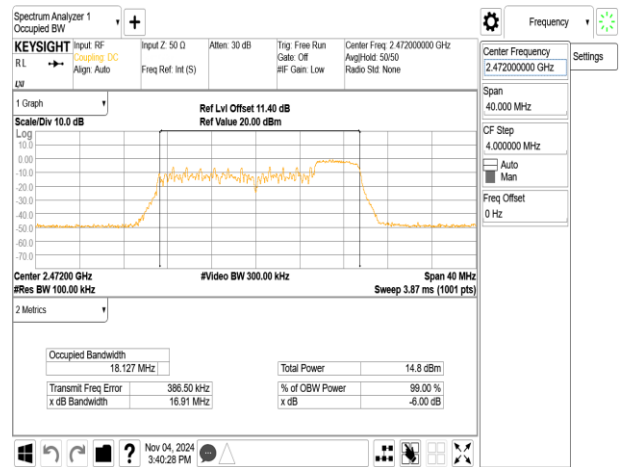 Spectrum Analyzer 1
Occupied BW
Frequency
KEYSIGHT
Input: RF
Input Z: 50 Ω
Atten: 30 dB
Trig: Free Run
Center Freq: 2.472000000 GHz
RL
Coupling: DC
Gate: Off
Avg|Hold: 50/50
Align: Auto
Freq Ref: Int (S)
#IF Gain: Low
Radio Std: None
LXI
Center Frequency
2.472000000 GHz
Settings
Span
40.000 MHz
CF Step
4.000000 MHz
Auto
Man
Freq Offset
0 Hz
1 Graph
Ref Lvl Offset 11.40 dB
Scale/Div 10.0 dB
Ref Value 20.00 dBm
Log
10.0
0.00
-10.0
-20.0
-30.0
-40.0
-50.0
-60.0
-70.0
Center 2.47200 GHz
#Video BW 300.00 kHz
Span 40 MHz
#Res BW 100.00 kHz
Sweep 3.87 ms (1001 pts)
2 Metrics
Occupied Bandwidth
18.127 MHz
Total Power
14.8 dBm
Transmit Freq Error
386.50 kHz
% of OBW Power
99.00 %
x dB Bandwidth
16.91 MHz
x dB
-6.00 dB
?
Nov 04, 2024
3:40:28 PM